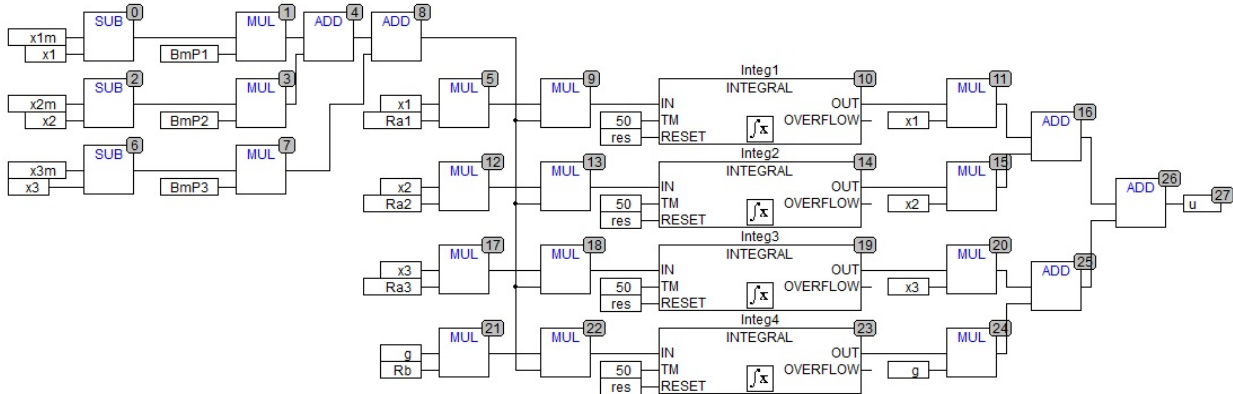 SUB 0
x1m
x1
MUL 1
BmP1
ADD 4
ADD 8
SUB 2
x2m
x2
MUL 3
BmP2
SUB 6
x3m
x3
MUL 7
BmP3
MUL 5
x1
Ra1
MUL 9
Integ1
INTEGRAL 10
IN OUT
50 TM OVERFLOW
res RESET ∫x
MUL 11
x1
ADD 16
MUL 12
x2
Ra2
MUL 13
Integ2
INTEGRAL 14
IN OUT
50 TM OVERFLOW
res RESET ∫x
MUL 15
x2
ADD 26
u 27
MUL 17
x3
Ra3
MUL 18
Integ3
INTEGRAL 19
IN OUT
50 TM OVERFLOW
res RESET ∫x
MUL 20
x3
ADD 25
MUL 21
g
Rb
MUL 22
Integ4
INTEGRAL 23
IN OUT
50 TM OVERFLOW
res RESET ∫x
MUL 24
g